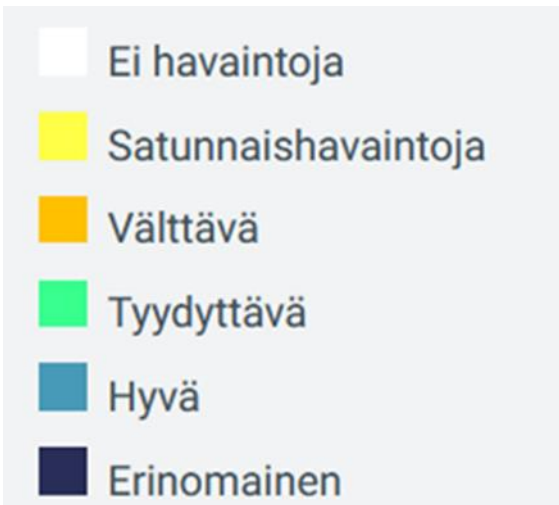 Ei havaintoja
Satunnaishavaintoja
Välttävä
Tyydyttävä
Hyvä
Erinomainen